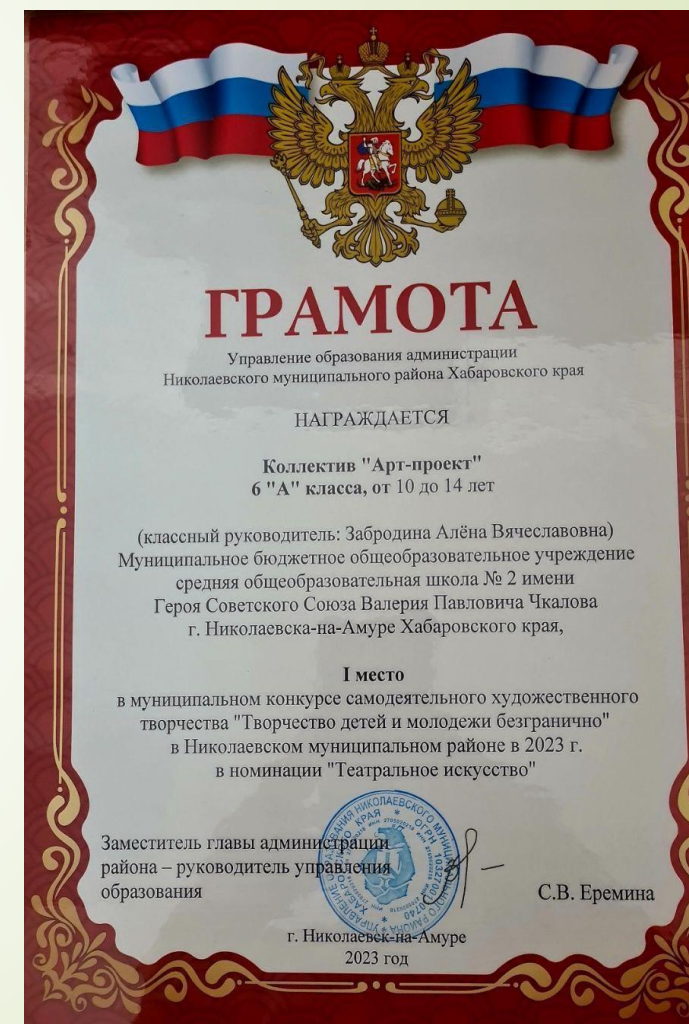 ГРАМОТА
Управление образования администрации
Николаевского муниципального района Хабаровского края
НАГРАЖДАЕТСЯ
Коллектив "Арт-проект"
6 "А" класса, от 10 до 14 лет
(классный руководитель: Забродина Алёна Вячеславовна)
Муниципальное бюджетное общеобразовательное учреждение
средняя общеобразовательная школа № 2 имени
Героя Советского Союза Валерия Павловича Чкалова
г. Николаевска-на-Амуре Хабаровского края,
I место
в муниципальном конкурсе самодеятельного художественного
творчества "Творчество детей и молодежи безгранично"
в Николаевском муниципальном районе в 2023 г.
в номинации "Театральное искусство"
Заместитель главы администрации
района – руководитель управления
образования
С.В. Еремина
г. Николаевск-на-Амуре
2023 год